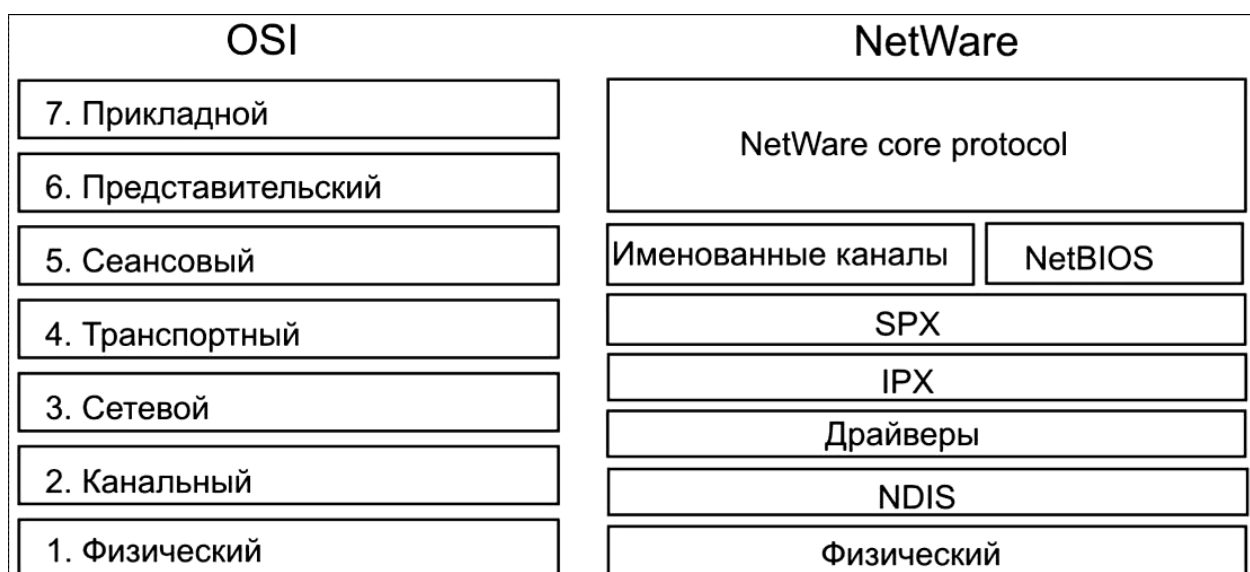 OSI
NetWare
7. Прикладной
6. Представительский
5. Сеансовый
4. Транспортный
3. Сетевой
2. Канальный
1. Физический
NetWare core protocol
Именованные каналы
NetBIOS
SPX
IPX
Драйверы
NDIS
Физический